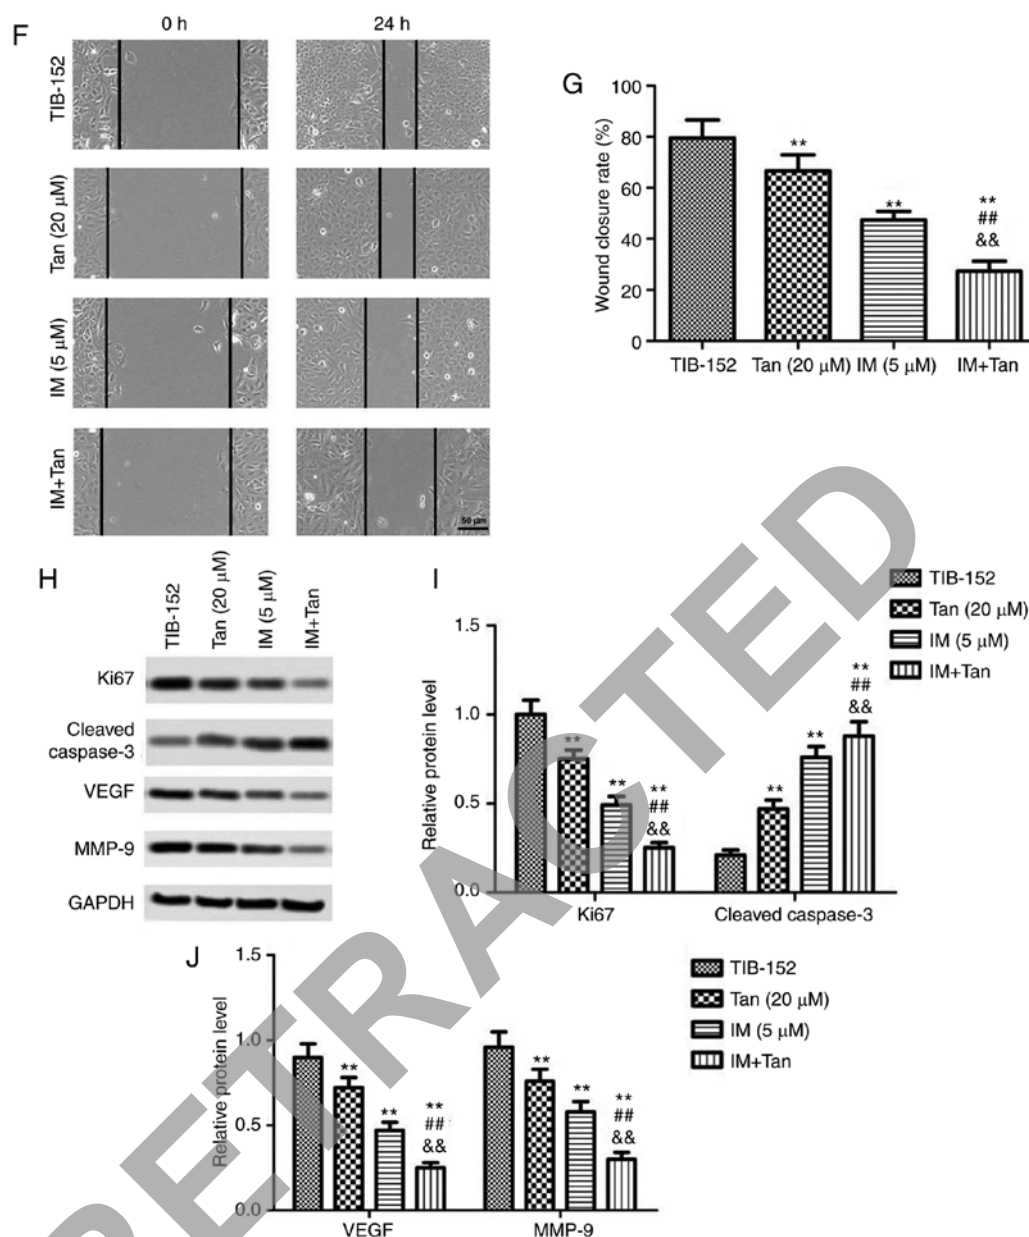 F
0 h
24 h
TIB-152
Tan (20 µM)
IM (5 µM)
IM+Tan
50 µm
G
Wound closure rate (%)
100
80
60
40
20
0
**
**
**
##
&&
TIB-152
Tan (20 µM)
IM (5 µM)
IM+Tan
H
TIB-152
Tan (20 µM)
IM (5 µM)
IM+Tan
Ki67
Cleaved
caspase-3
VEGF
MMP-9
GAPDH
I
TIB-152
Tan (20 µM)
IM (5 µM)
IM+Tan
Relative protein level
1.5
1.0
0.5
0.0
**
**
**
##
&&
**
**
**
##
&&
Ki67
Cleaved caspase-3
J
TIB-152
Tan (20 µM)
IM (5 µM)
IM+Tan
Relative protein level
1.5
1.0
0.5
0.0
**
**
**
##
&&
**
**
**
##
&&
VEGF
MMP-9
RETRACTED